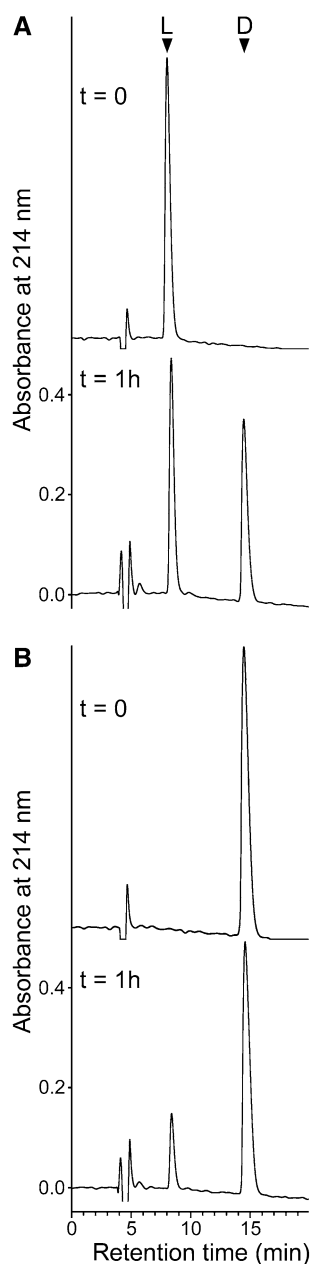 A
L D
t = 0
t = 1h
Absorbance at 214 nm
0.4
0.2
0.0
B
t = 0
t = 1h
Absorbance at 214 nm
0.4
0.2
0.0
0 5 10 15
Retention time (min)